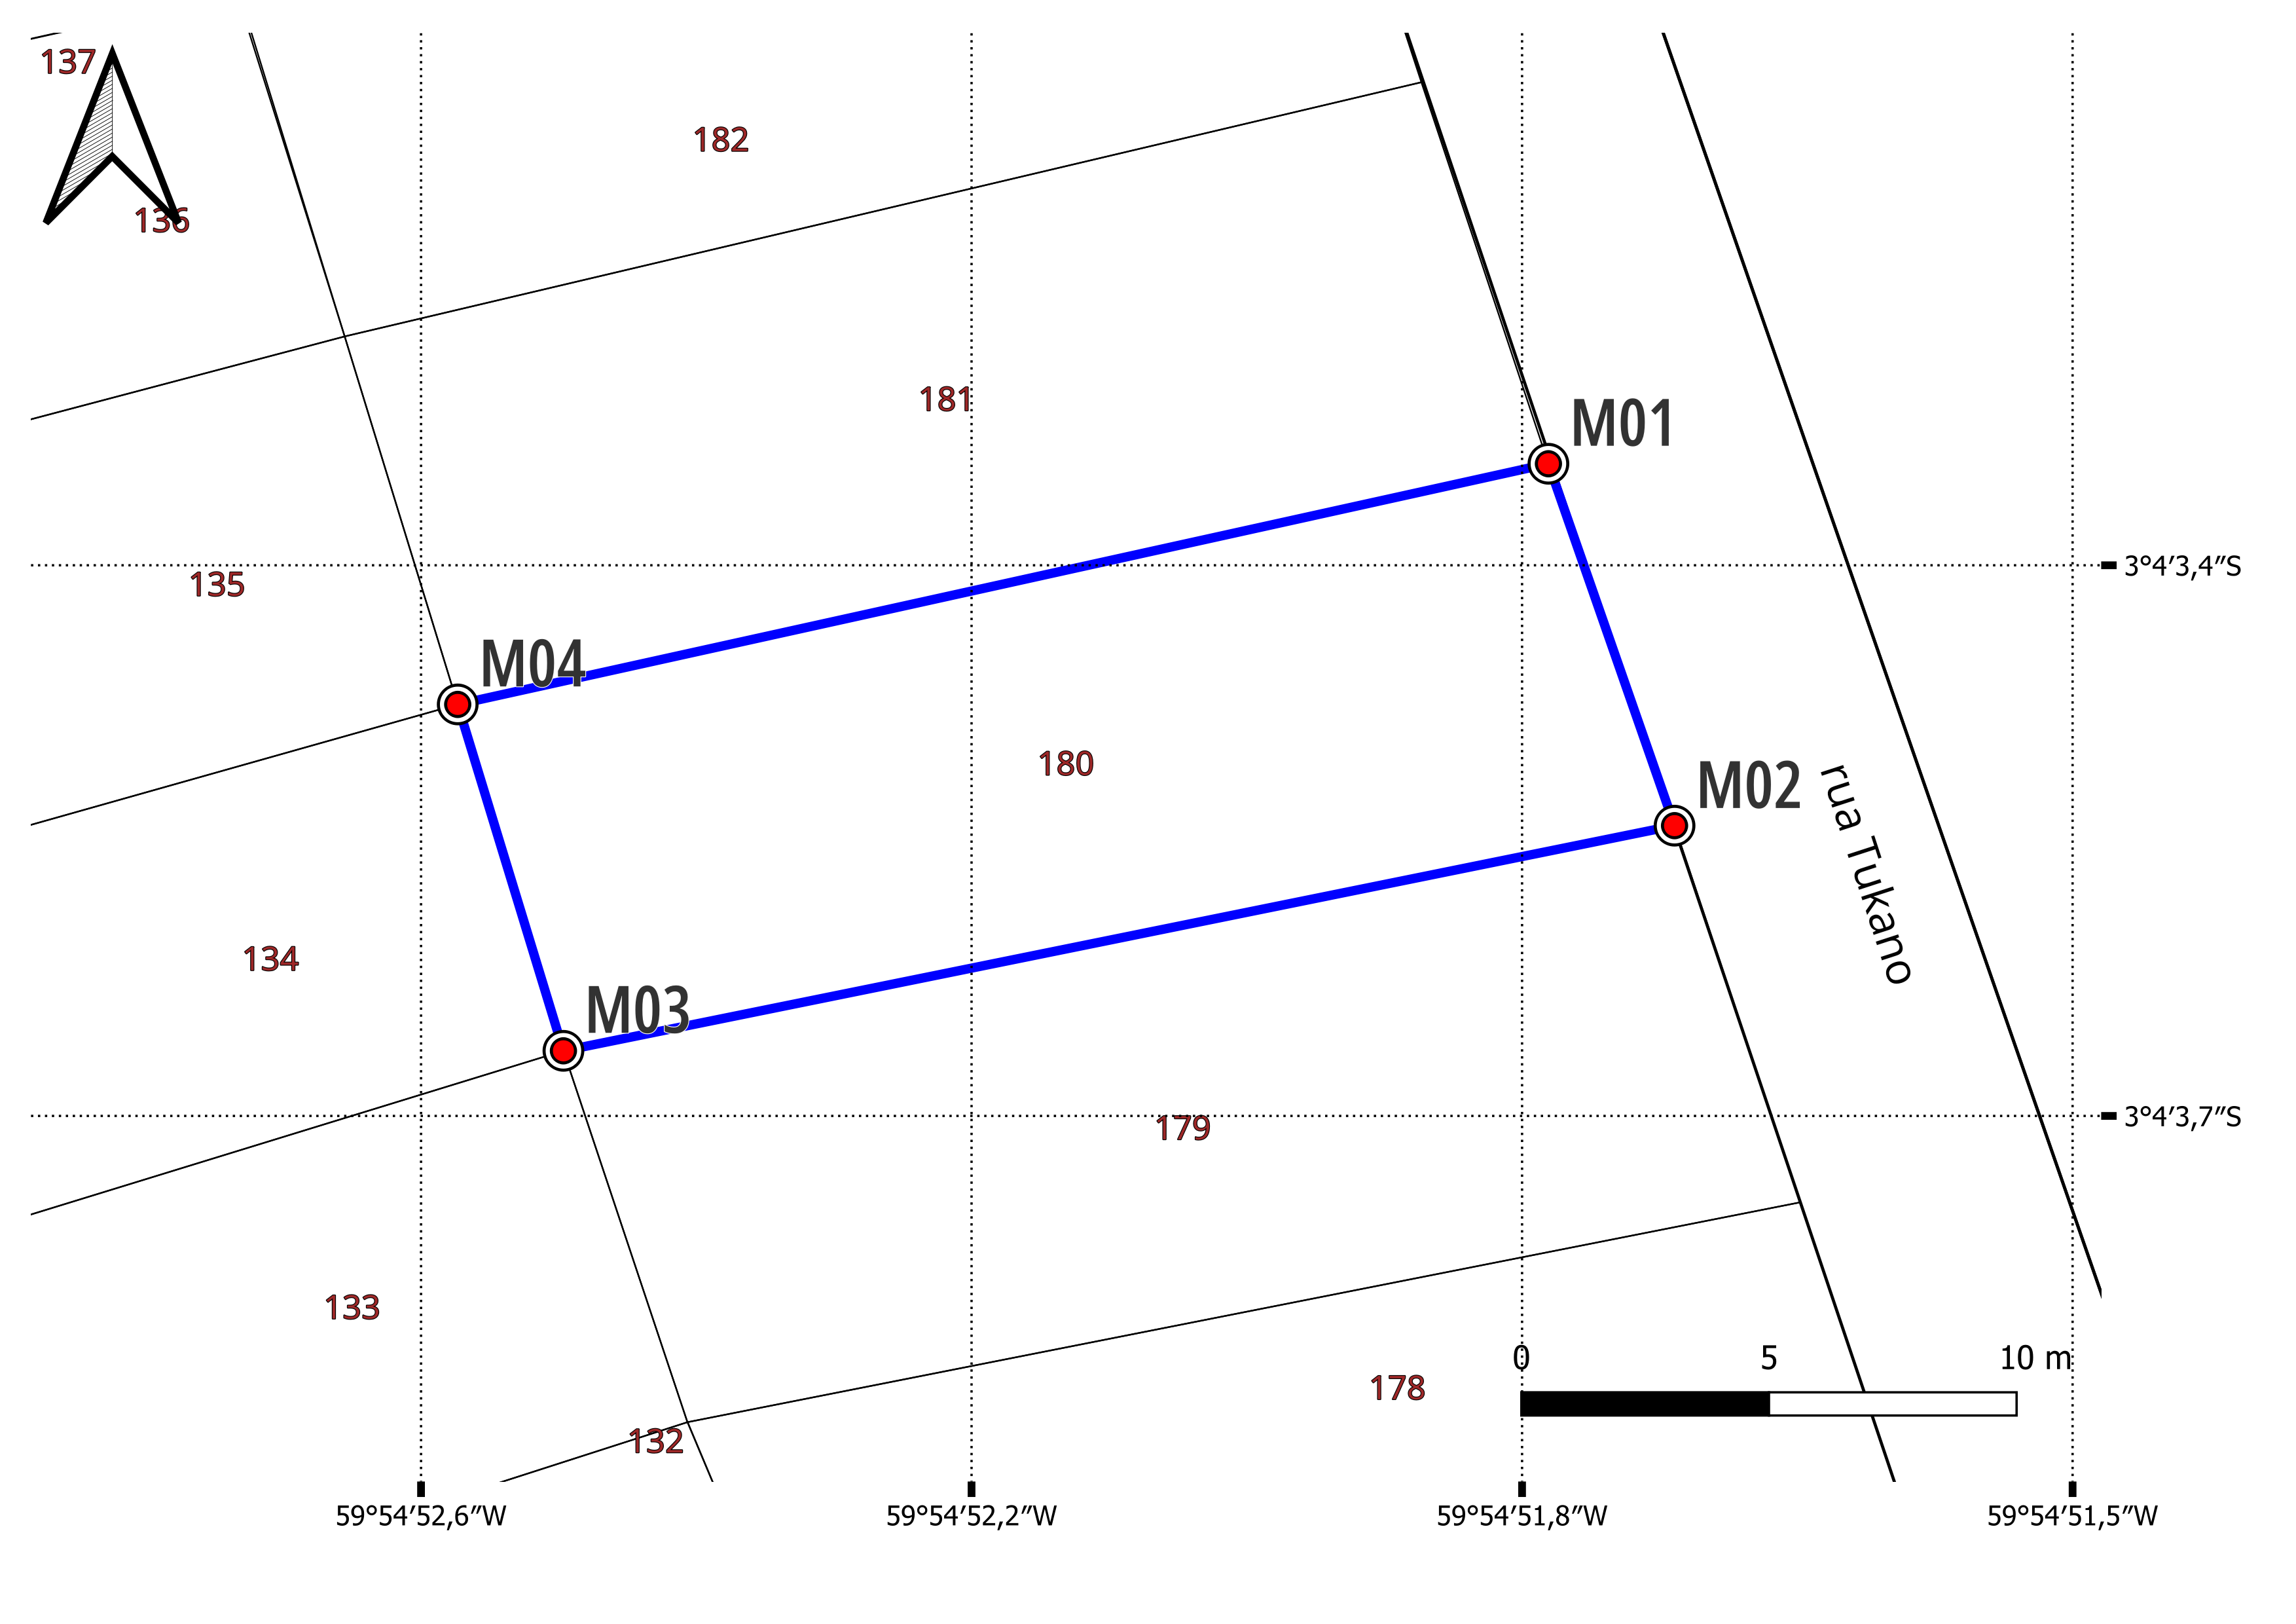 137
182
136
181
M01
3°4′3,4″S
135
M04
180
M02
rua Tukano
134
M03
3°4′3,7″S
179
133
0 5 10 m
178
132
59°54′52,6″W 59°54′52,2″W 59°54′51,8″W 59°54′51,5″W